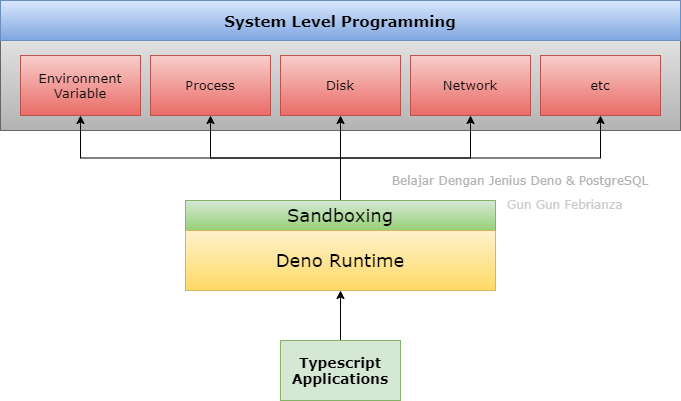 System Level Programming
Environment
Variable
Process
Disk
Network
etc
Belajar Dengan Jenius Deno & PostgreSQL
Gun Gun Febrianza
Sandboxing
Deno Runtime
Typescript
Applications